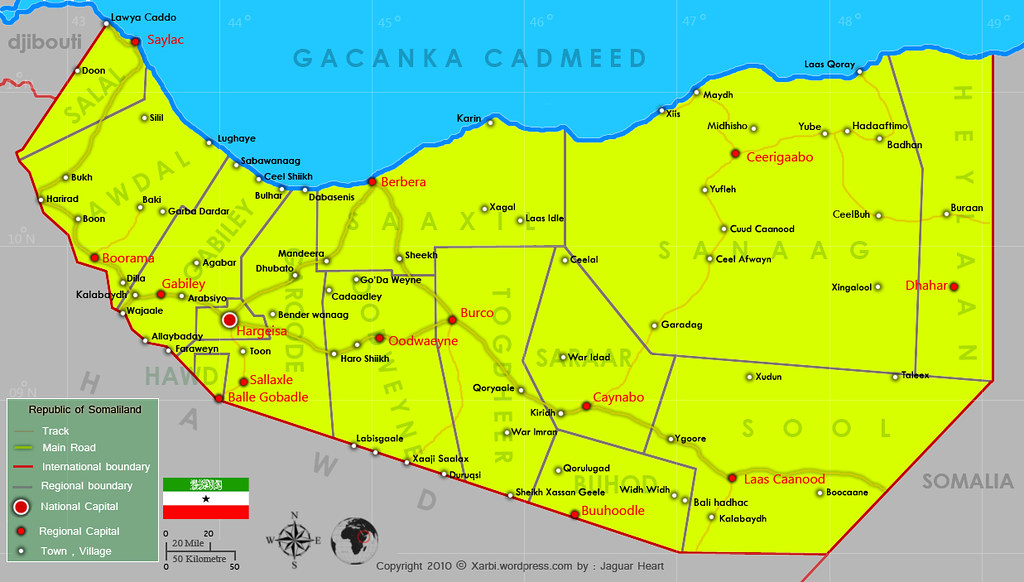 43
44°
45°
46
47°
48°
49°
djibouti
Lawya Caddo
Saylac
GACANKA CADMEED
Doon
Laas Qoray
SALAL
Maydh
Silil
Karin
Xiis
HEYLAAN
Midhisho
Yube
Hadaaftimo
Lughaye
Badhan
Sabawanaag
Ceerigaabo
AWDAL
Ceel Shiikh
Bukh
Berbera
Yufleh
Bulhar
Dabasenis
Harirad
Baki
Garba Dardar
Xagal
CeelBuh
Buraan
Boon
Laas Idle
SAAXIL
Cuud Caanood
10°N
GABILEY
SANAAG
Boorama
Agabar
Mandeera
Sheekh
Ceelal
Ceel Afwayn
Dhubato
Dilla
Gabiley
Go'Da Weyne
Xingalool
Dhahar
Kalabaydh
Arabsiyo
Cadaadley
Wajaale
Bender wanaag
Burco
Hargeisa
Garadag
Allaybaday
Oodwaeyne
TOGHEER
Faraweyn
Toon
Haro Shiikh
War Idad
SARAAR
HAWD
Sallaxle
Xudun
Taleex
09°N
Balle Gobadle
Qoryaale
Caynabo
HAWD
Kiridh
SOOL
War Imran
Ygoore
Labisgaale
Xaaji Saalax
Qorulugad
Duruqsi
BUHOD
Laas Caanood
SOMALIA
Sheikh Xassan Geele
Widh Widh
Boocaane
Bali hadhac
Buuhoodle
Kalabaydh
Republic of Somaliland
Track
Main Road
International boundary
Regional boundary
National Capital
Regional Capital
Town , Village
N
W
E
S
0 20
20 Mile
50 Kilometre
0 50
Copyright 2010 © Xarbi.wordpress.com by : Jaguar Heart